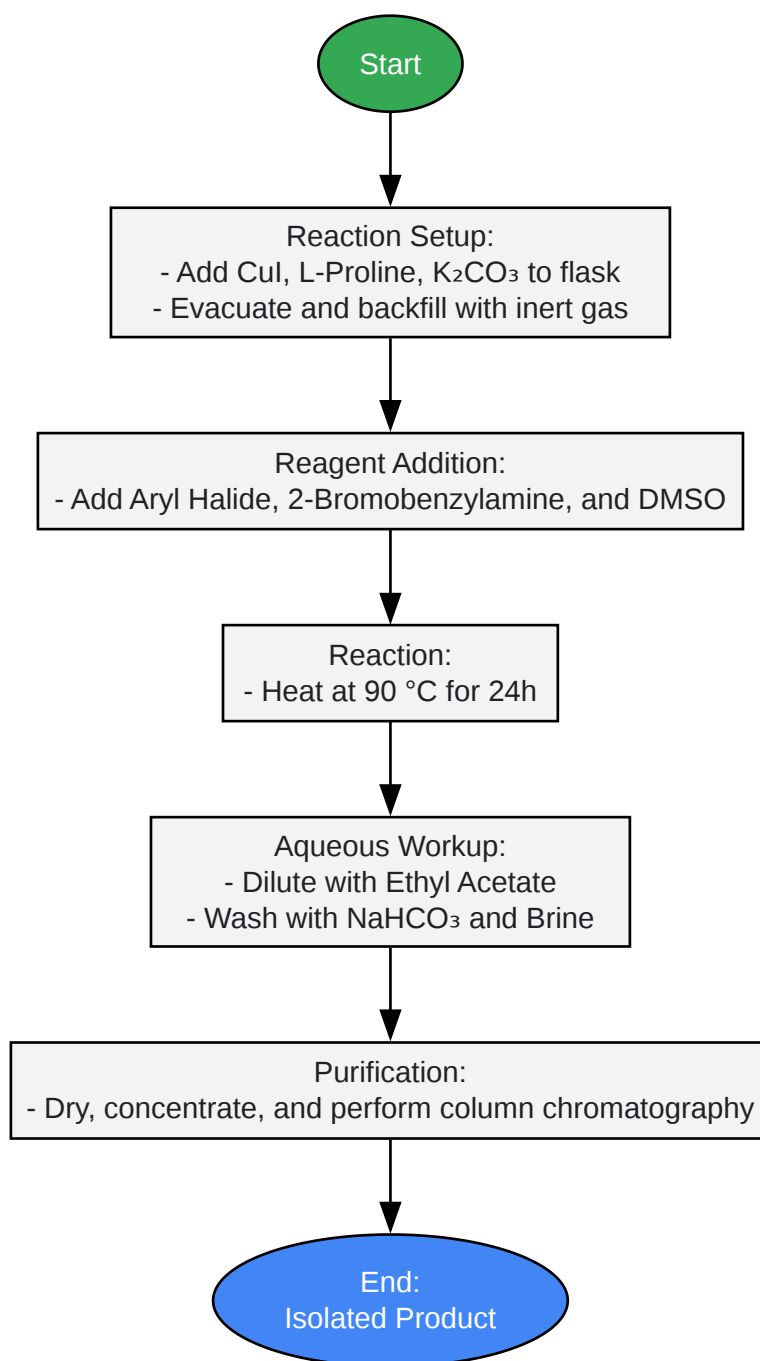 Start
Reaction Setup:
- Add CuI, L-Proline, K₂CO₃ to flask
- Evacuate and backfill with inert gas
Reagent Addition:
- Add Aryl Halide, 2-Bromobenzylamine, and DMSO
Reaction:
- Heat at 90 °C for 24h
Aqueous Workup:
- Dilute with Ethyl Acetate
- Wash with NaHCO₃ and Brine
Purification:
- Dry, concentrate, and perform column chromatography
End:
Isolated Product